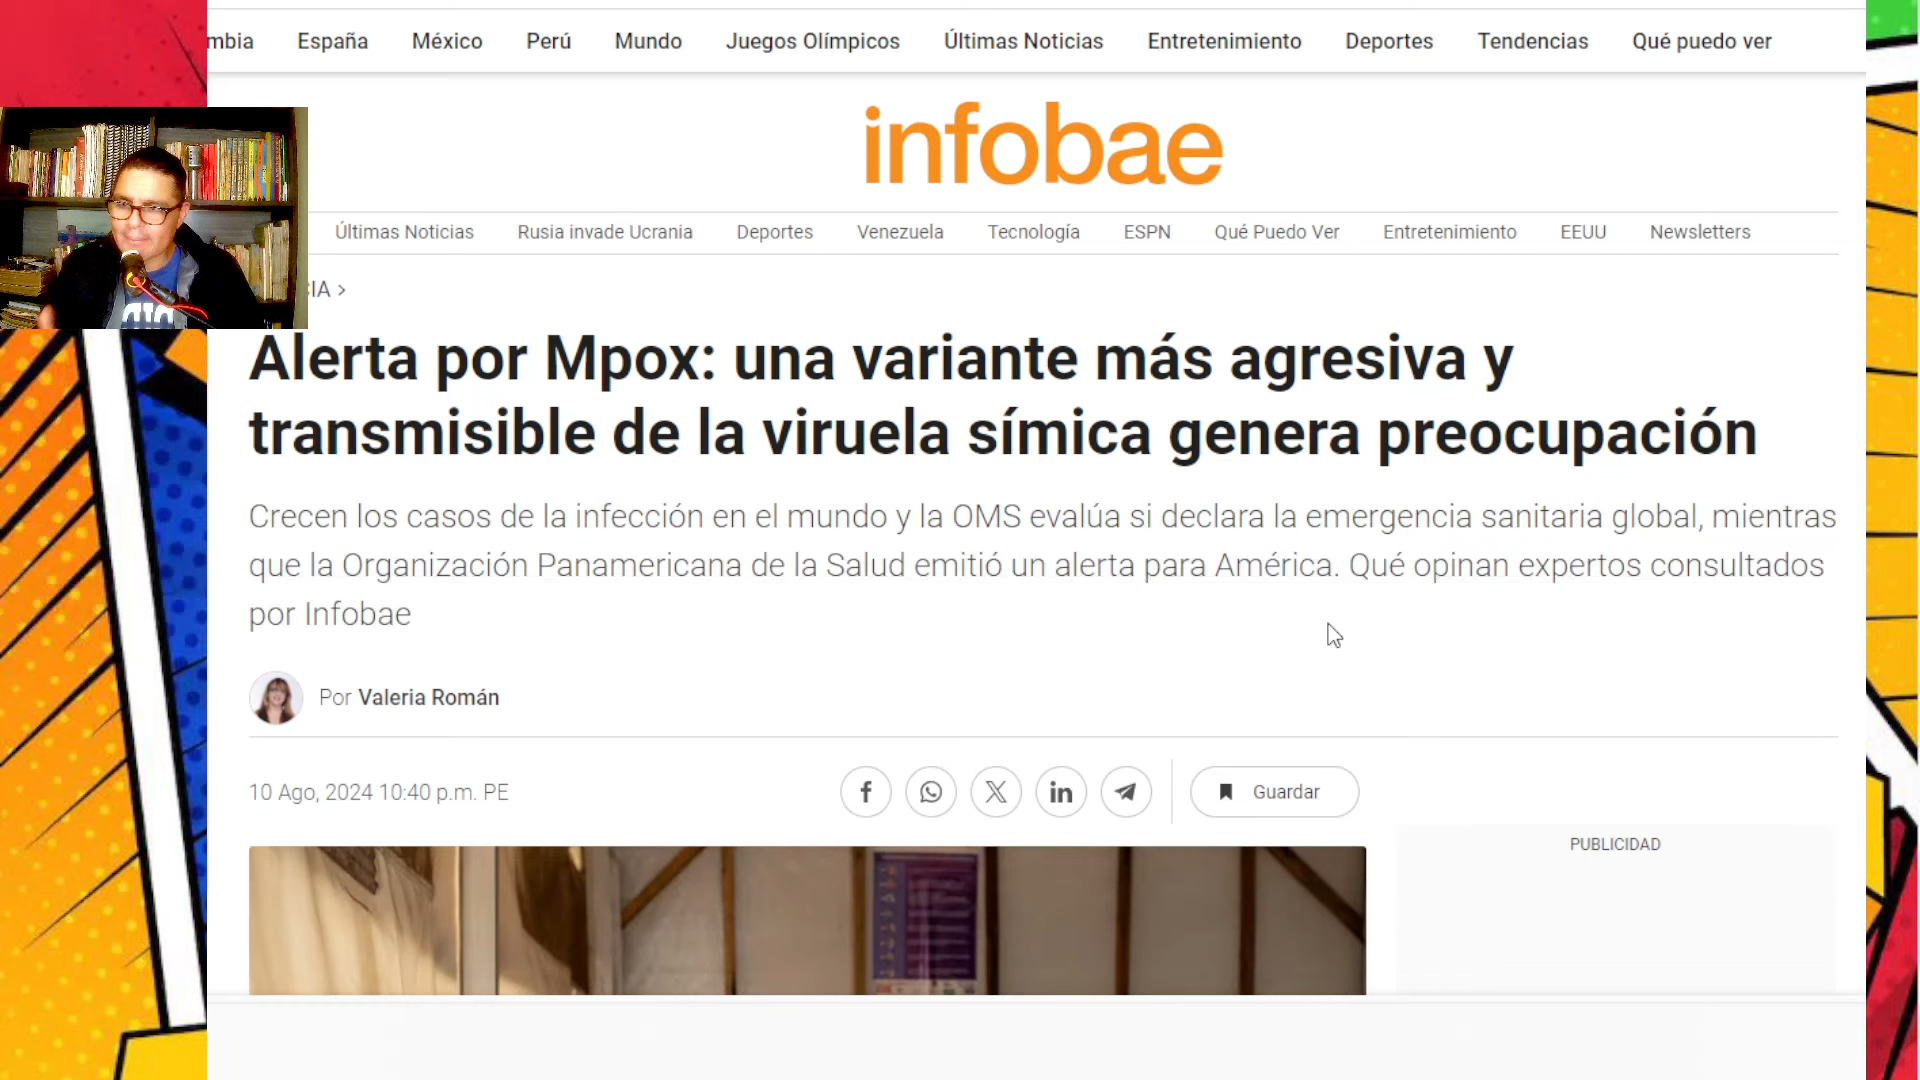 mbia España México Perú Mundo Juegos Olímpicos Últimas Noticias Entretenimiento Deportes Tendencias Qué puedo ver
infobae
Últimas Noticias Rusia invade Ucrania Deportes Venezuela Tecnología ESPN Qué Puedo Ver Entretenimiento EEUU Newsletters
IA >
Alerta por Mpox: una variante más agresiva y
transmisible de la viruela símica genera preocupación
Crecen los casos de la infección en el mundo y la OMS evalúa si declara la emergencia sanitaria global, mientras
que la Organización Panamericana de la Salud emitió un alerta para América. Qué opinan expertos consultados
por Infobae
Por Valeria Román
10 Ago, 2024 10:40 p.m. PE
Guardar
PUBLICIDAD